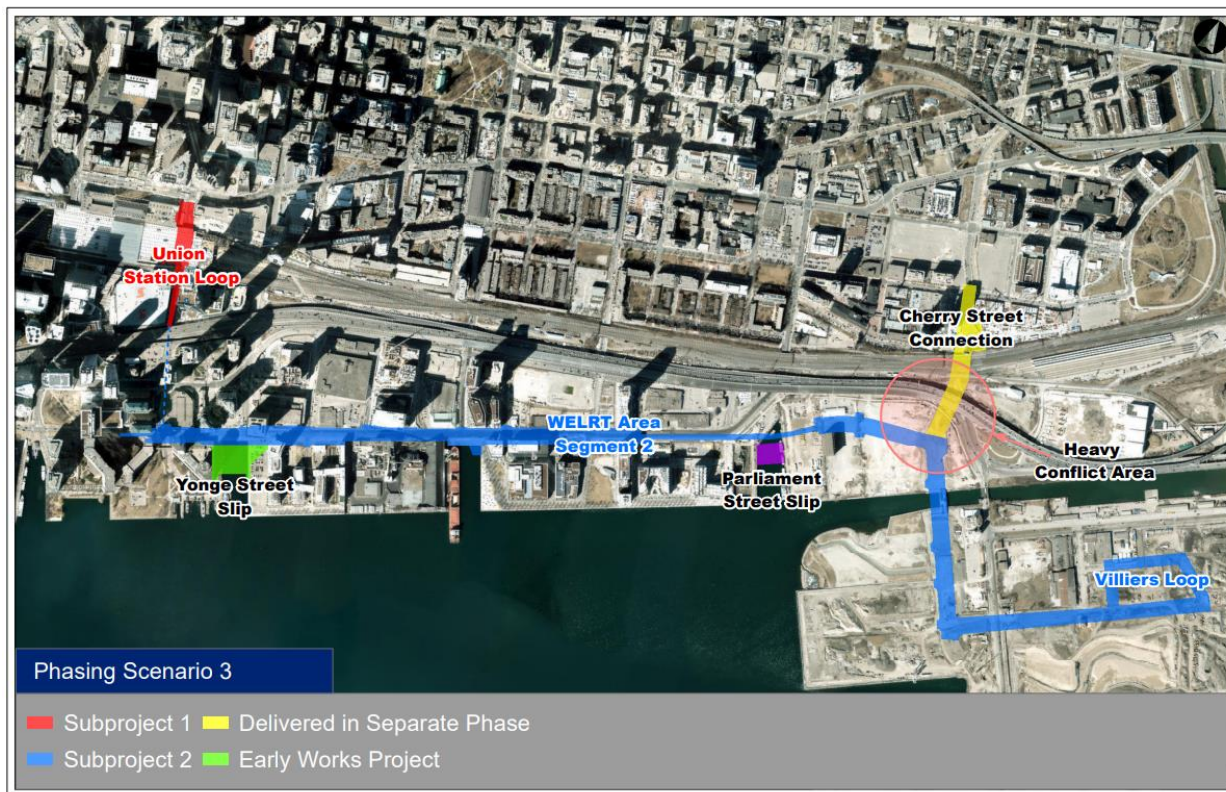 Union
Station Loop
Cherry Street
Connection
WELRT Area
Segment 2
Heavy
Conflict Area
Yonge Street
Slip
Parliament
Street Slip
Villiers Loop
Phasing Scenario 3
Subproject 1
Delivered in Separate Phase
Subproject 2
Early Works Project